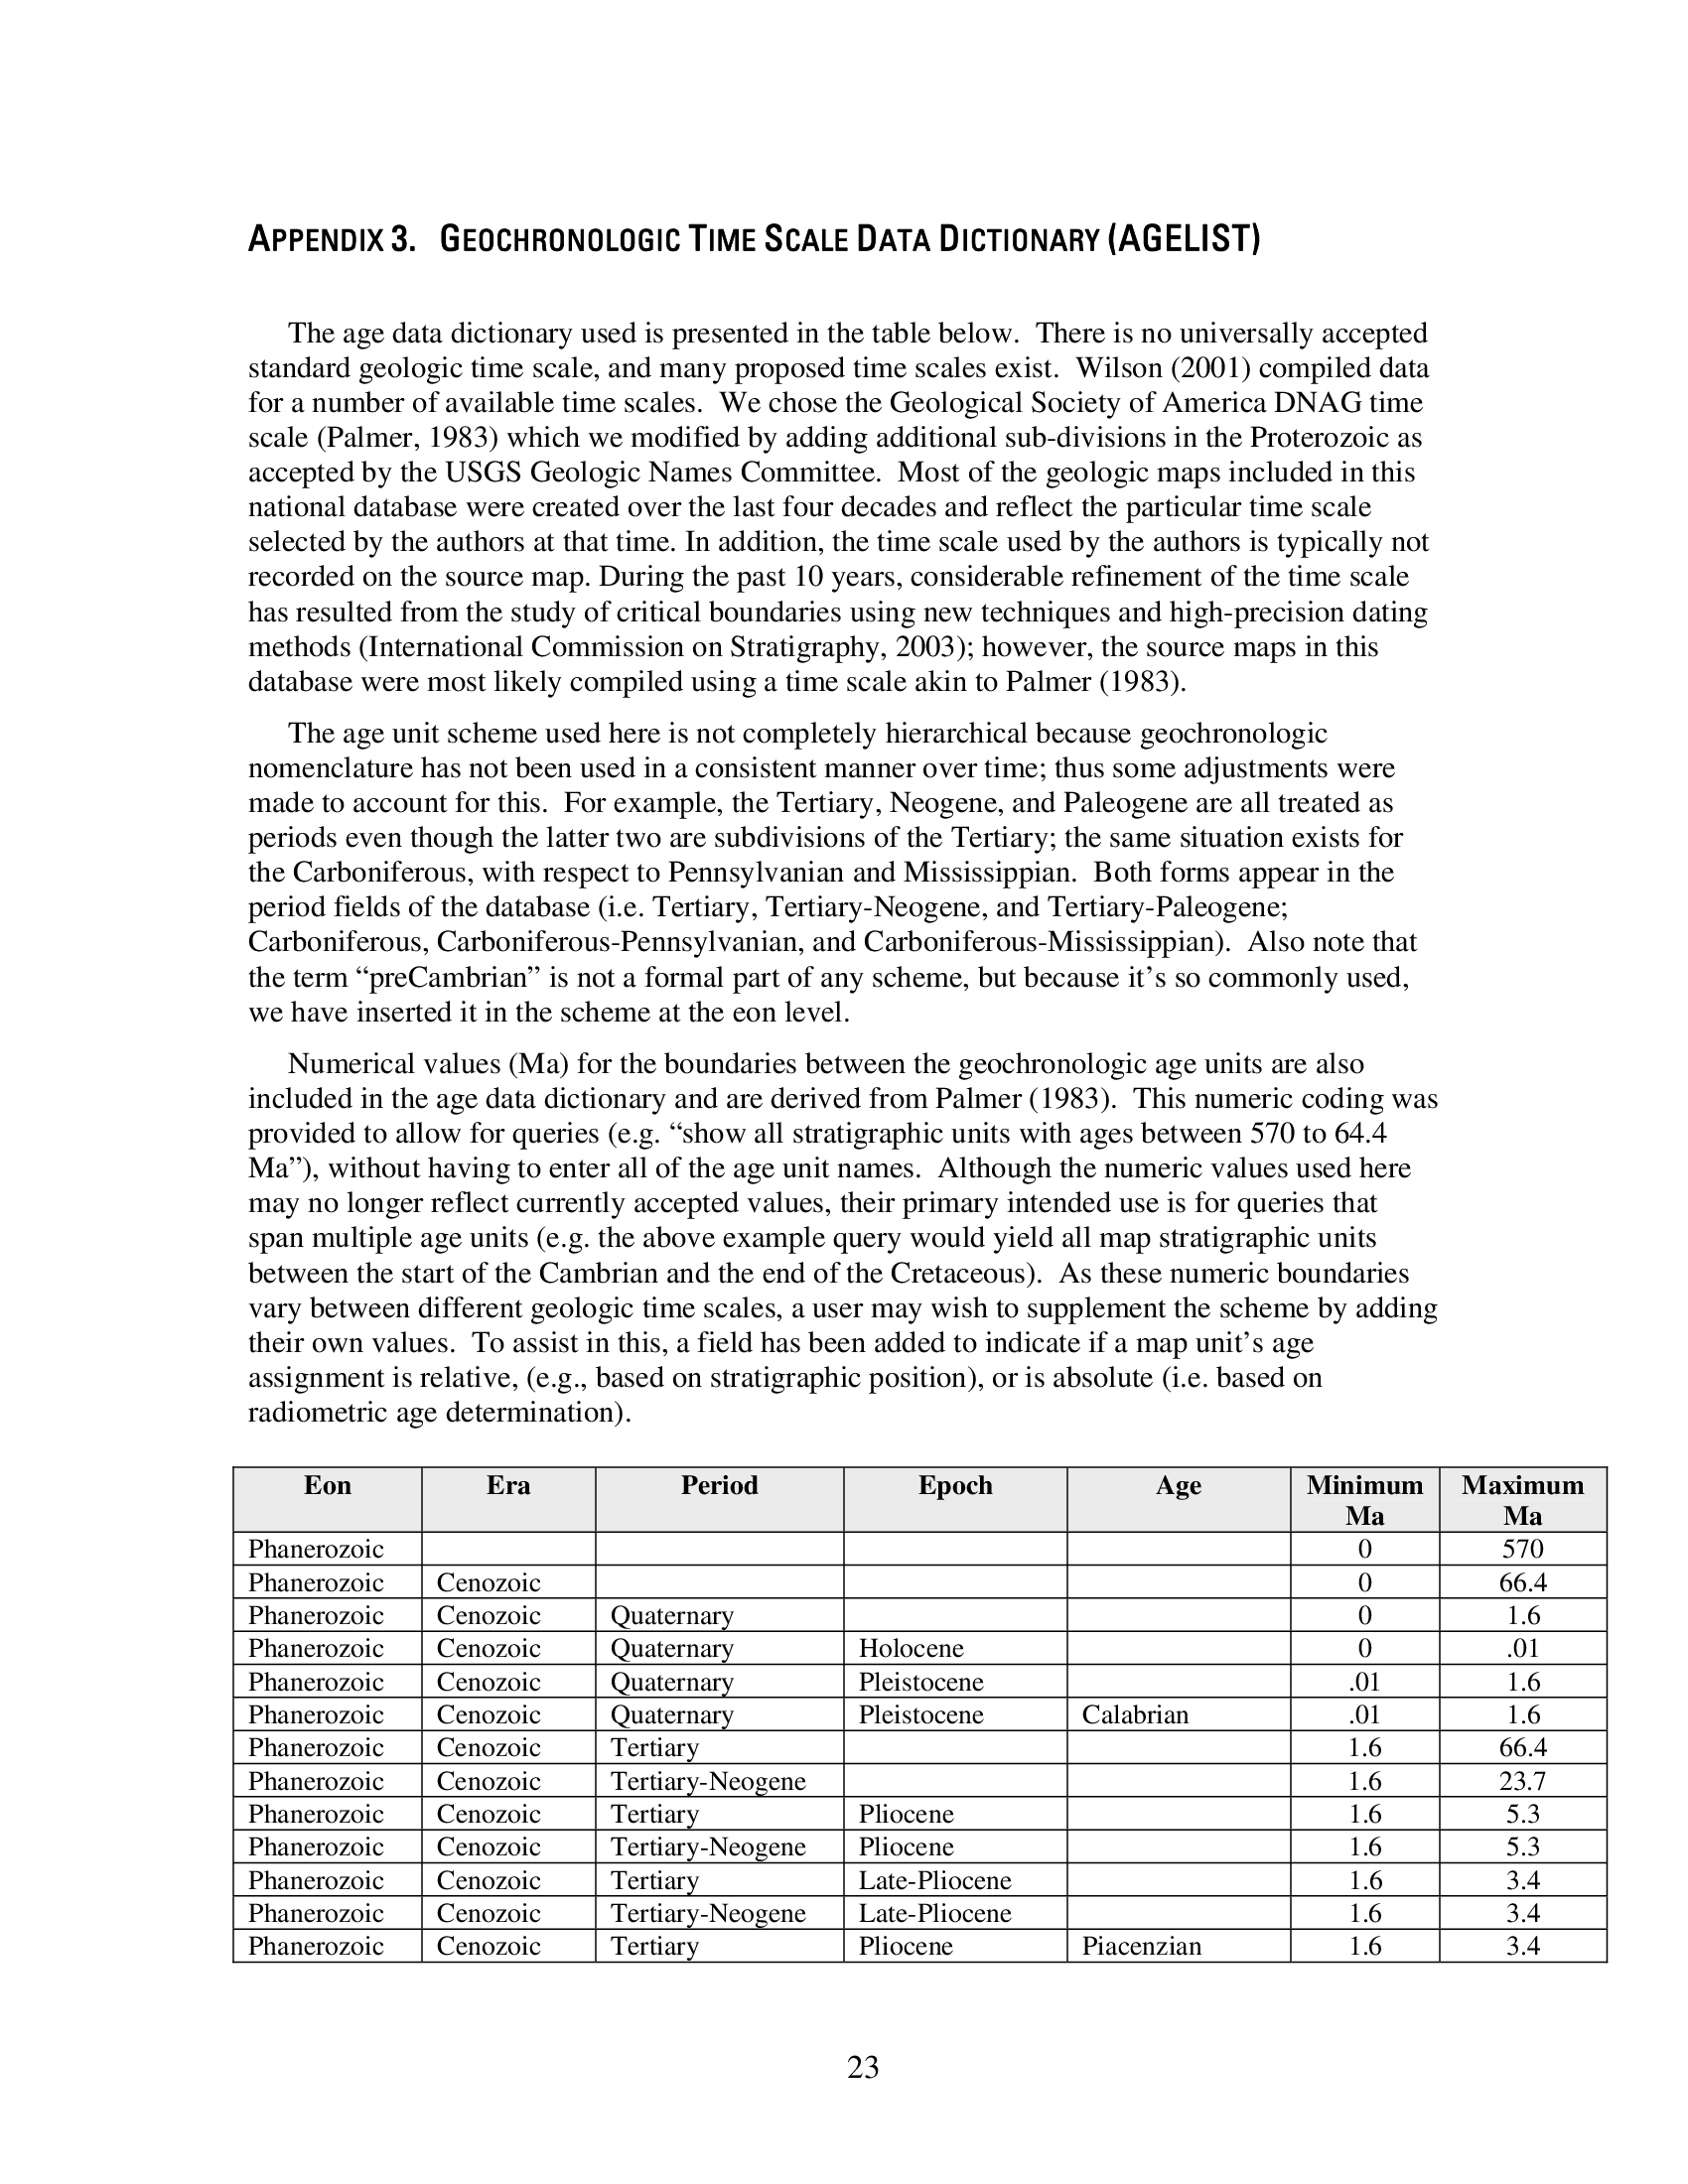 APPENDIX 3. GEOCHRONOLOGIC TIME SCALE DATA DICTIONARY (AGELIST)
The age data dictionary used is presented in the table below. There is no universally accepted
standard geologic time scale, and many proposed time scales exist. Wilson (2001) compiled data
for a number of available time scales. We chose the Geological Society of America DNAG time
scale (Palmer, 1983) which we modified by adding additional sub-divisions in the Proterozoic as
accepted by the USGS Geologic Names Committee. Most of the geologic maps included in this
national database were created over the last four decades and reflect the particular time scale
selected by the authors at that time. In addition, the time scale used by the authors is typically not
recorded on the source map. During the past 10 years, considerable refinement of the time scale
has resulted from the study of critical boundaries using new techniques and high-precision dating
methods (International Commission on Stratigraphy, 2003); however, the source maps in this
database were most likely compiled using a time scale akin to Palmer (1983).
The age unit scheme used here is not completely hierarchical because geochronologic
nomenclature has not been used in a consistent manner over time; thus some adjustments were
made to account for this. For example, the Tertiary, Neogene, and Paleogene are all treated as
periods even though the latter two are subdivisions of the Tertiary; the same situation exists for
the Carboniferous, with respect to Pennsylvanian and Mississippian. Both forms appear in the
period fields of the database (i.e. Tertiary, Tertiary-Neogene, and Tertiary-Paleogene;
Carboniferous, Carboniferous-Pennsylvanian, and Carboniferous-Mississippian). Also note that
the term “preCambrian” is not a formal part of any scheme, but because it’s so commonly used,
we have inserted it in the scheme at the eon level.
Numerical values (Ma) for the boundaries between the geochronologic age units are also
included in the age data dictionary and are derived from Palmer (1983). This numeric coding was
provided to allow for queries (e.g. “show all stratigraphic units with ages between 570 to 64.4
Ma”), without having to enter all of the age unit names. Although the numeric values used here
may no longer reflect currently accepted values, their primary intended use is for queries that
span multiple age units (e.g. the above example query would yield all map stratigraphic units
between the start of the Cambrian and the end of the Cretaceous). As these numeric boundaries
vary between different geologic time scales, a user may wish to supplement the scheme by adding
their own values. To assist in this, a field has been added to indicate if a map unit’s age
assignment is relative, (e.g., based on stratigraphic position), or is absolute (i.e. based on
radiometric age determination).
Eon Era Period Epoch Age Minimum Ma Maximum Ma
Phanerozoic 0 570
Phanerozoic Cenozoic 0 66.4
Phanerozoic Cenozoic Quaternary 0 1.6
Phanerozoic Cenozoic Quaternary Holocene 0 .01
Phanerozoic Cenozoic Quaternary Pleistocene .01 1.6
Phanerozoic Cenozoic Quaternary Pleistocene Calabrian .01 1.6
Phanerozoic Cenozoic Tertiary 1.6 66.4
Phanerozoic Cenozoic Tertiary-Neogene 1.6 23.7
Phanerozoic Cenozoic Tertiary Pliocene 1.6 5.3
Phanerozoic Cenozoic Tertiary-Neogene Pliocene 1.6 5.3
Phanerozoic Cenozoic Tertiary Late-Pliocene 1.6 3.4
Phanerozoic Cenozoic Tertiary-Neogene Late-Pliocene 1.6 3.4
Phanerozoic Cenozoic Tertiary Pliocene Piacenzian 1.6 3.4
23